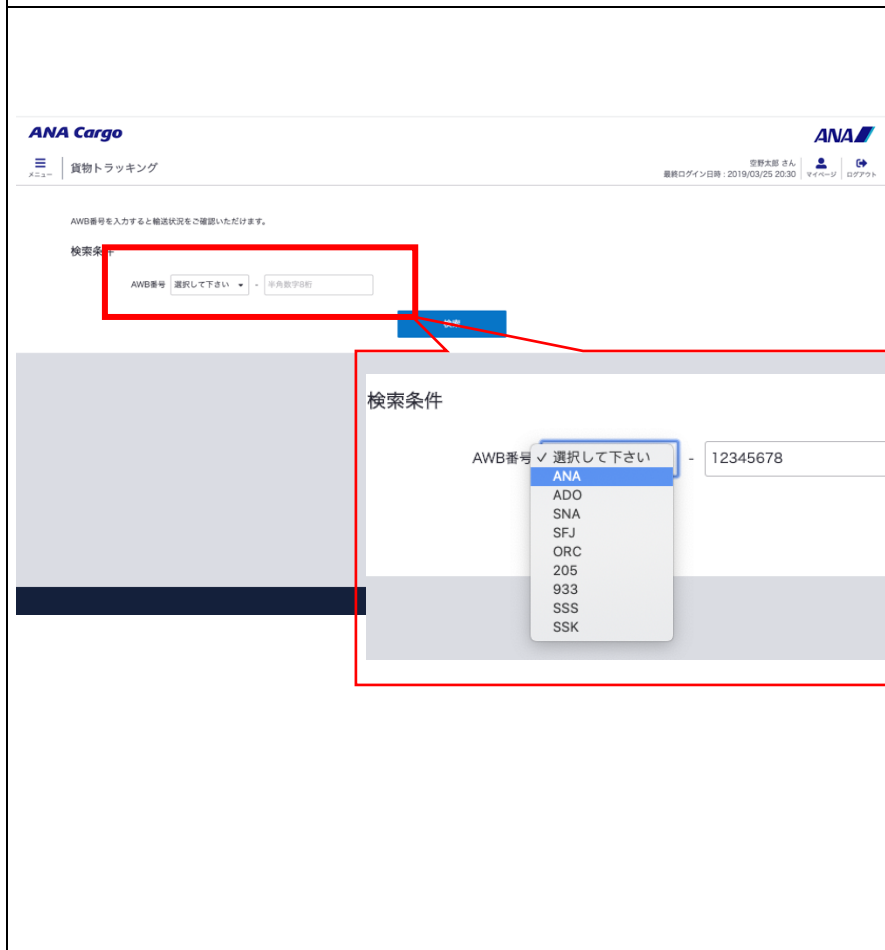 ANA Cargo
ANA
メニュー
貨物トラッキング
空野太郎 さん
最終ログイン日時 : 2019/03/25 20:30
マイページ
ログアウト
AWB番号を入力すると輸送状況をご確認いただけます。
検索条件
AWB番号 選択して下さい - 半角数字8桁
検索
検索条件
AWB番号 ✓ 選択して下さい - 12345678
ANA
ADO
SNA
SFJ
ORC
205
933
SSS
SSK